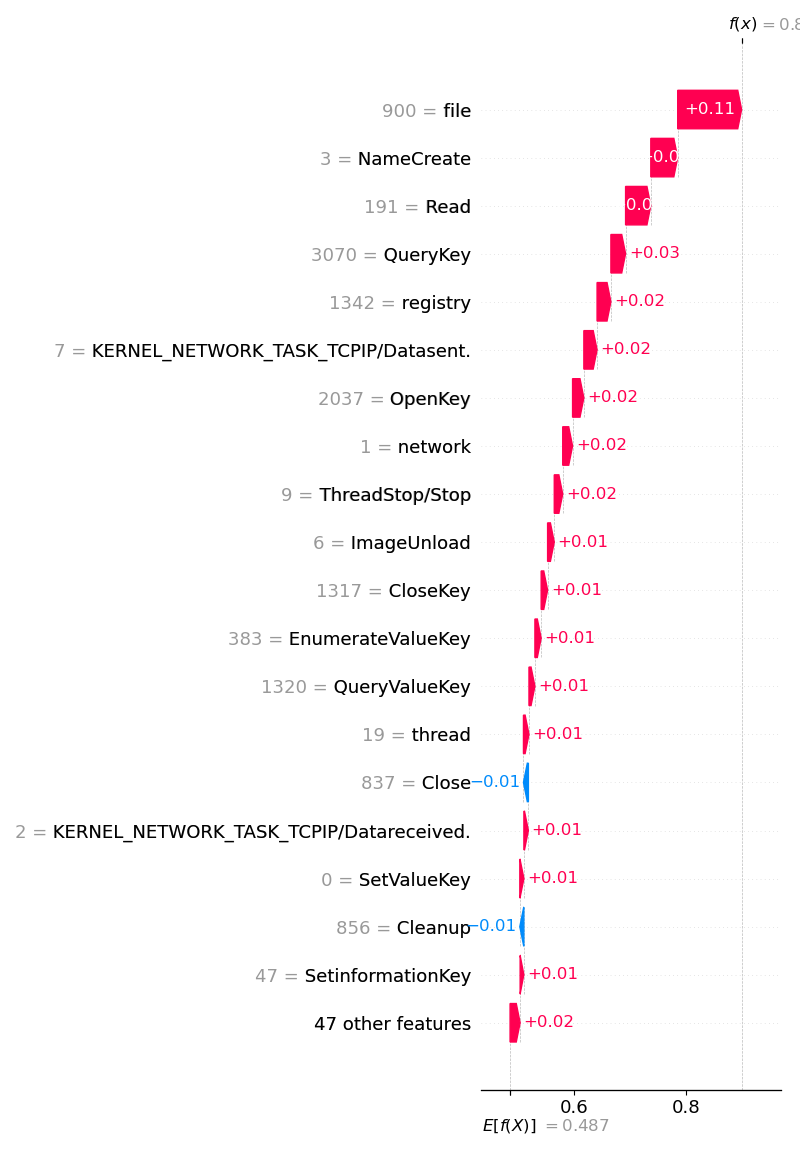 f(x) = 0.8
900 = file
+0.11
3 = NameCreate
191 = Read
3070 = QueryKey
+0.03
1342 = registry
+0.02
7 = KERNEL_NETWORK_TASK_TCPIP/Datasent.
+0.02
2037 = OpenKey
+0.02
1 = network
+0.02
9 = ThreadStop/Stop
+0.02
6 = ImageUnload
+0.01
1317 = CloseKey
+0.01
383 = EnumerateValueKey
+0.01
1320 = QueryValueKey
+0.01
19 = thread
+0.01
837 = Close
−0.01
2 = KERNEL_NETWORK_TASK_TCPIP/Datareceived.
+0.01
0 = SetValueKey
+0.01
856 = Cleanup
−0.01
47 = SetinformationKey
+0.01
47 other features
+0.02
0.6 0.8
E[f(X)] = 0.487